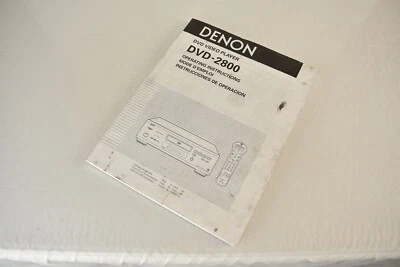 DENON
DVD VIDEO PLAYER
DVD-2800
OPERATING INSTRUCTIONS
MODE D'EMPLOI
INSTRUCCIONES DE OPERACION